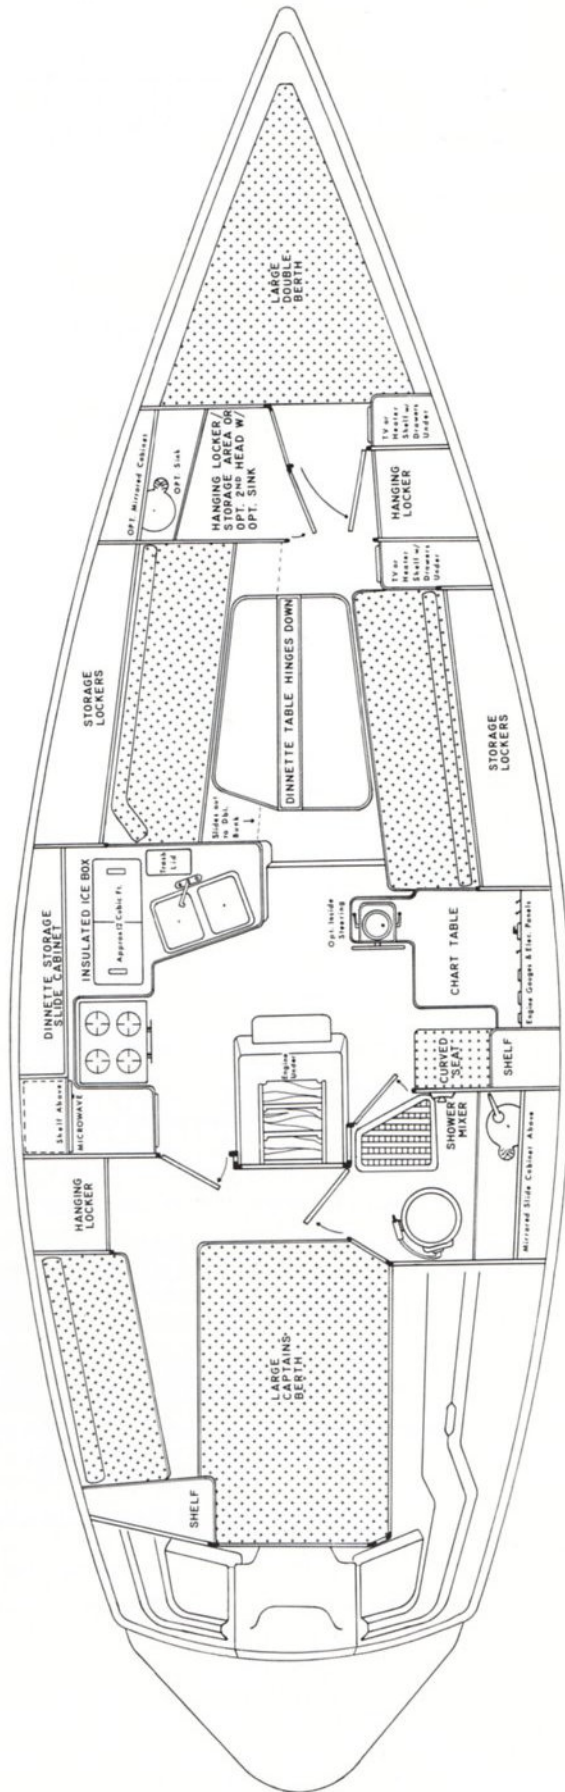 LARGE
DOUBLE
BERTH
OPT. Mirrored Cabinet
OPT. Sink
HANGING LOCKER/
STORAGE AREA OR
OPT. 2ND HEAD W/
OPT. SINK
TV or
Heater
Shelf w/
Drawers
Under
HANGING
LOCKER
TV or
Heater
Shelf w/
Drawers
Under
STORAGE
LOCKERS
DINNETTE TABLE HINGES DOWN
STORAGE
LOCKERS
Slides out
to Dbl.
Bunk
DINNETTE STORAGE
SLIDE CABINET
INSULATED ICE BOX
Approx 12 Cubic Ft.
Trash
Lid
Opt. Inside
Steering
CHART TABLE
Engine Gauges & Elec. Panels
Shelf Above
MICROWAVE
Engine
Under
CURVED
SEAT
SHELF
SHOWER
MIXER
Mirrored Slide Cabinet Above
HANGING
LOCKER
LARGE
CAPTAINS
BERTH
SHELF